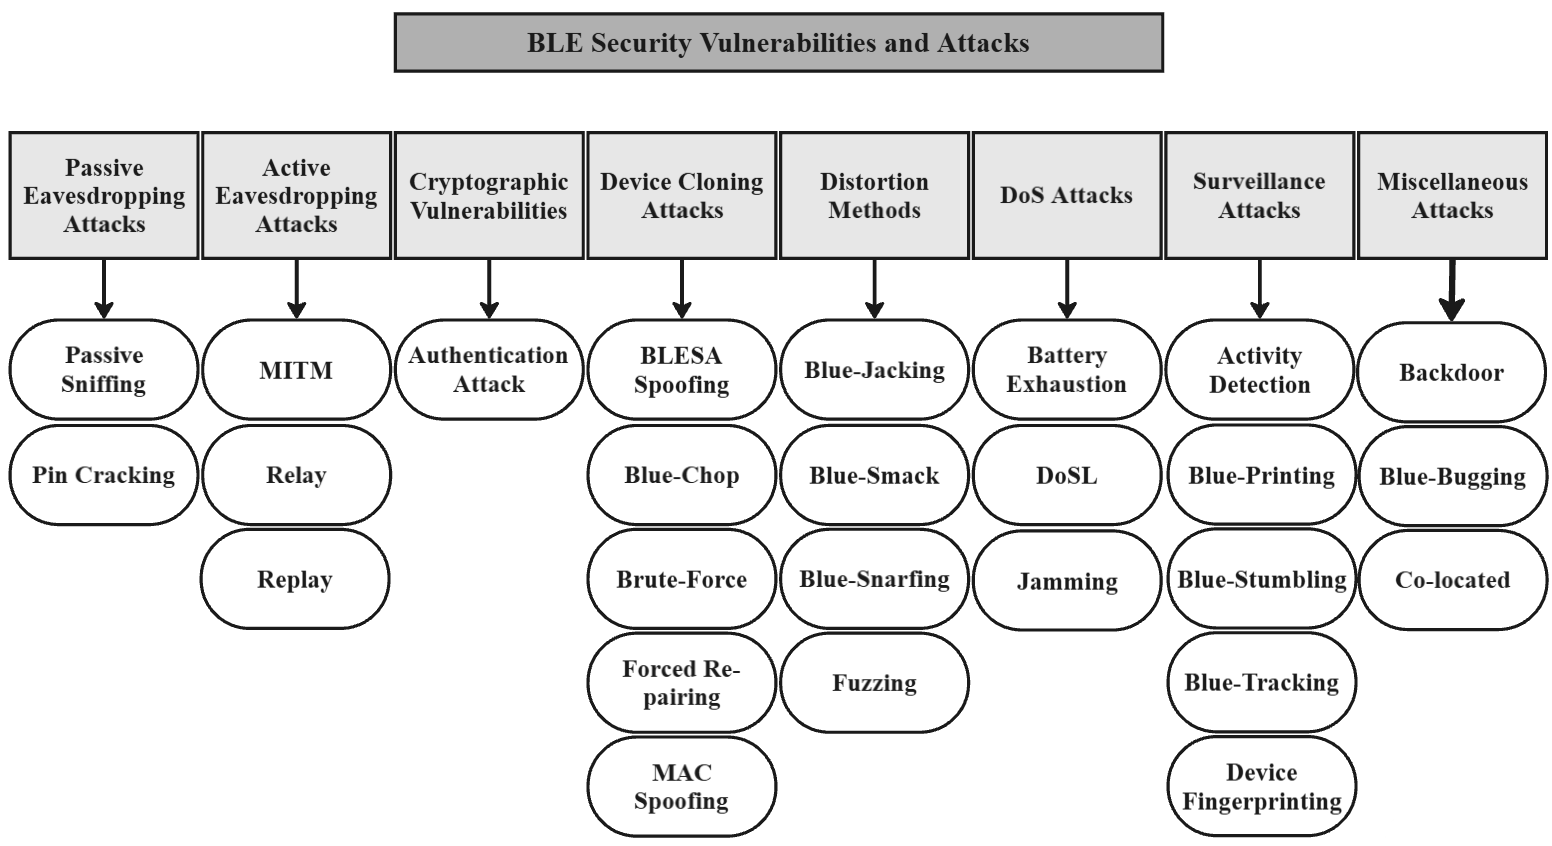 BLE Security Vulnerabilities and Attacks
Passive
Eavesdropping
Attacks
Active
Eavesdropping
Attacks
Cryptographic
Vulnerabilities
Device Cloning
Attacks
Distortion
Methods
DoS Attacks
Surveillance
Attacks
Miscellaneous
Attacks
Passive
Sniffing
Pin Cracking
MITM
Relay
Replay
Authentication
Attack
BLESA
Spoofing
Blue-Chop
Brute-Force
Forced Re-
pairing
MAC
Spoofing
Blue-Jacking
Blue-Smack
Blue-Snarfing
Fuzzing
Battery
Exhaustion
DoSL
Jamming
Activity
Detection
Blue-Printing
Blue-Stumbling
Blue-Tracking
Device
Fingerprinting
Backdoor
Blue-Bugging
Co-located